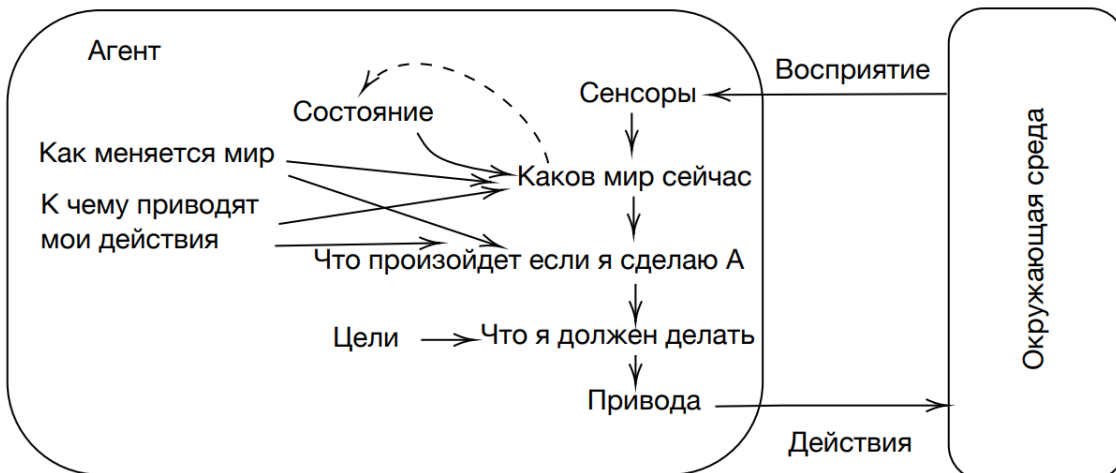 Агент
Восприятие
Сенсоры
Состояние
Как меняется мир
Каков мир сейчас
К чему приводят
мои действия
Что произойдет если я сделаю А
Цели
Что я должен делать
Привода
Действия
Окружающая среда